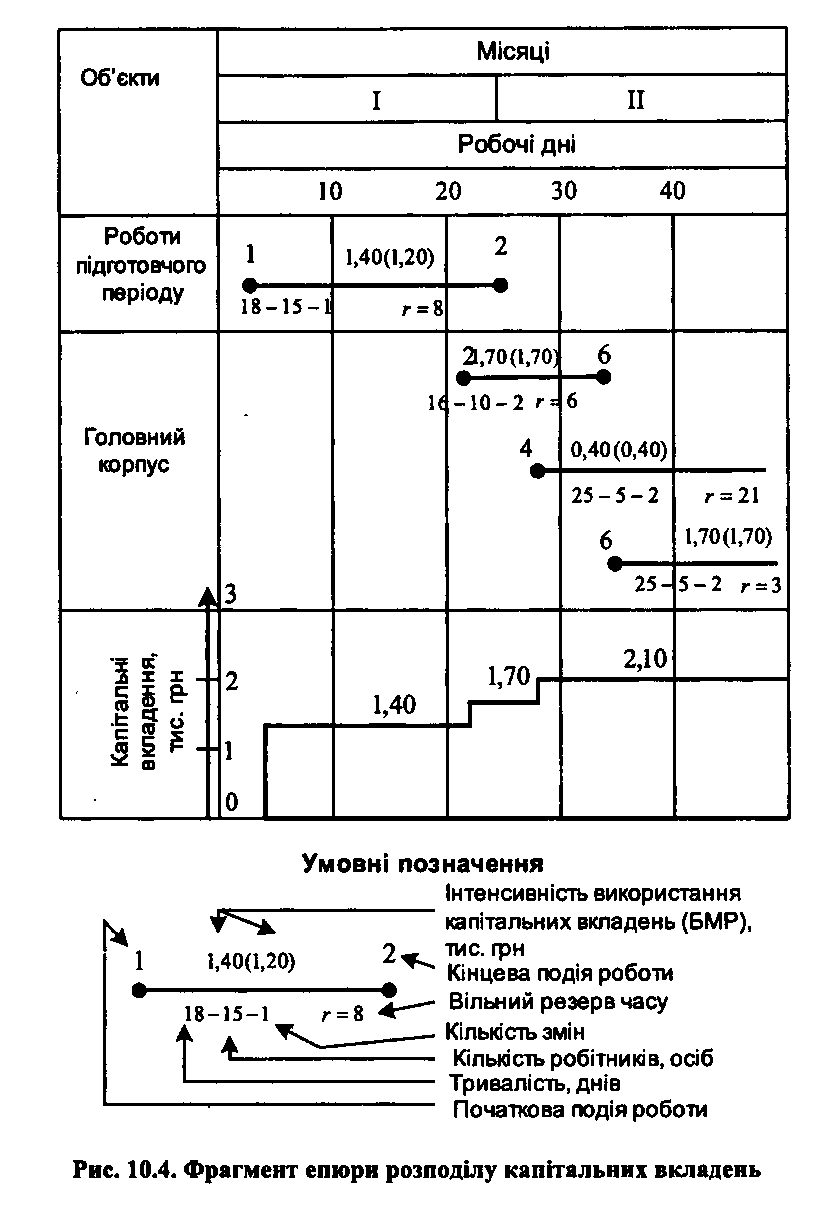 Об'єкти
Місяці
I
II
Робочі дні
10
20
30
40
Роботи
підготовчого
періоду
1
1,40(1,20)
2
18–15–1
r=8
Головний
корпус
2
1,70(1,70)
6
16–10–2
r=6
4
0,40(0,40)
25–5–2
r=21
6
1,70(1,70)
25–5–2
r=3
Капітальні
вкладення,
тис. грн
3
2
1
0
1,40
1,70
2,10
Умовні позначення
Інтенсивність використання
капітальних вкладень (БМР),
тис. грн
1
1,40(1,20)
2
Кінцева подія роботи
18–15–1
r=8
Вільний резерв часу
Кількість змін
Кількість робітників, осіб
Тривалість, днів
Початкова подія роботи
Рис. 10.4. Фрагмент епюри розподілу капітальних вкладень